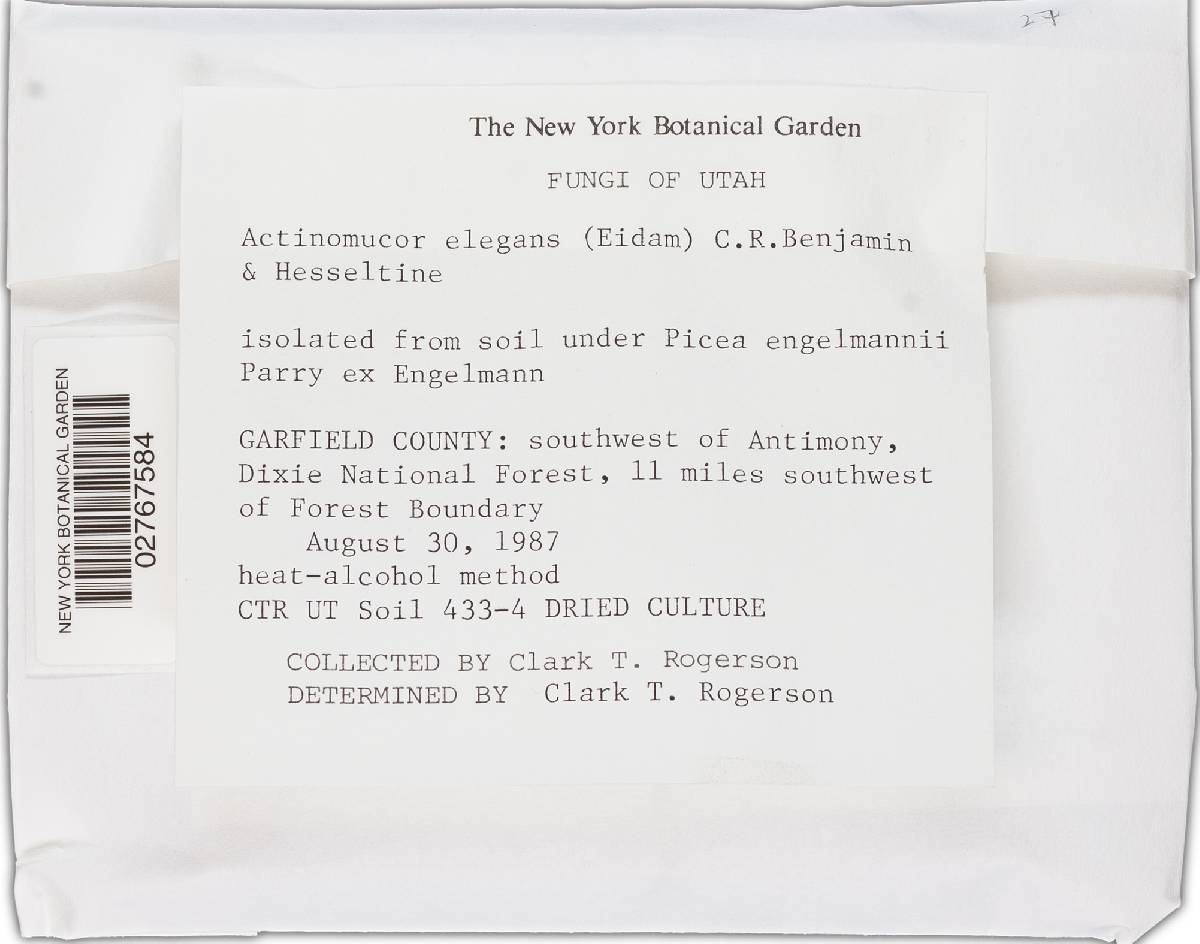 27
The New York Botanical Garden
FUNGI OF UTAH
Actinomucor elegans (Eidam) C.R.Benjamin
& Hesseltine
isolated from soil under Picea engelmannii
Parry ex Engelmann
GARFIELD COUNTY: southwest of Antimony,
Dixie National Forest, 11 miles southwest
of Forest Boundary
August 30, 1987
heat-alcohol method
CTR UT Soil 433-4 DRIED CULTURE
COLLECTED BY Clark T. Rogerson
DETERMINED BY Clark T. Rogerson
NEW YORK BOTANICAL GARDEN
02767584